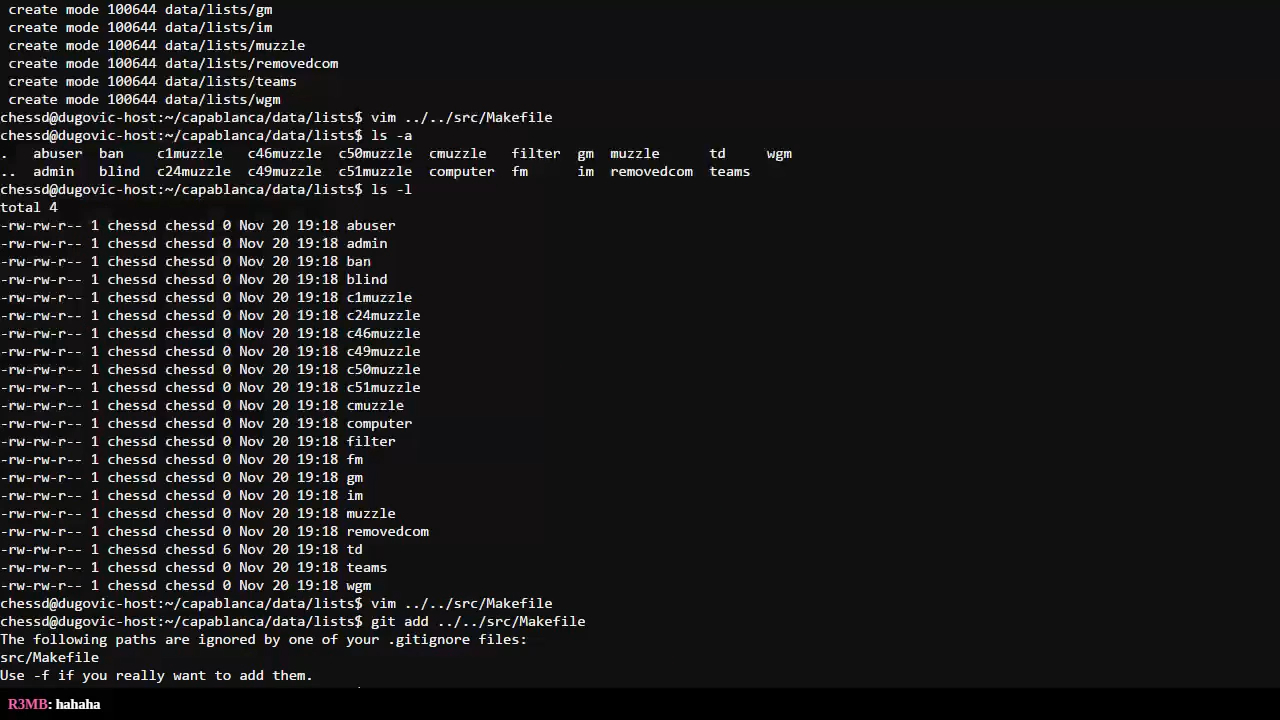 create mode 100644 data/lists/gm
create mode 100644 data/lists/im
create mode 100644 data/lists/muzzle
create mode 100644 data/lists/removedcom
create mode 100644 data/lists/teams
create mode 100644 data/lists/wgm
chessd@dugovic-host:~/capablanca/data/lists$ vim ../../src/Makefile
chessd@dugovic-host:~/capablanca/data/lists$ ls -a
.   abuser  ban    c1muzzle   c46muzzle  c50muzzle  cmuzzle   filter  gm  muzzle      td     wgm
..  admin   blind  c24muzzle  c49muzzle  c51muzzle  computer  fm      im  removedcom  teams
chessd@dugovic-host:~/capablanca/data/lists$ ls -l
total 4
-rw-rw-r-- 1 chessd chessd 0 Nov 20 19:18 abuser
-rw-rw-r-- 1 chessd chessd 0 Nov 20 19:18 admin
-rw-rw-r-- 1 chessd chessd 0 Nov 20 19:18 ban
-rw-rw-r-- 1 chessd chessd 0 Nov 20 19:18 blind
-rw-rw-r-- 1 chessd chessd 0 Nov 20 19:18 c1muzzle
-rw-rw-r-- 1 chessd chessd 0 Nov 20 19:18 c24muzzle
-rw-rw-r-- 1 chessd chessd 0 Nov 20 19:18 c46muzzle
-rw-rw-r-- 1 chessd chessd 0 Nov 20 19:18 c49muzzle
-rw-rw-r-- 1 chessd chessd 0 Nov 20 19:18 c50muzzle
-rw-rw-r-- 1 chessd chessd 0 Nov 20 19:18 c51muzzle
-rw-rw-r-- 1 chessd chessd 0 Nov 20 19:18 cmuzzle
-rw-rw-r-- 1 chessd chessd 0 Nov 20 19:18 computer
-rw-rw-r-- 1 chessd chessd 0 Nov 20 19:18 filter
-rw-rw-r-- 1 chessd chessd 0 Nov 20 19:18 fm
-rw-rw-r-- 1 chessd chessd 0 Nov 20 19:18 gm
-rw-rw-r-- 1 chessd chessd 0 Nov 20 19:18 im
-rw-rw-r-- 1 chessd chessd 0 Nov 20 19:18 muzzle
-rw-rw-r-- 1 chessd chessd 0 Nov 20 19:18 removedcom
-rw-rw-r-- 1 chessd chessd 6 Nov 20 19:18 td
-rw-rw-r-- 1 chessd chessd 0 Nov 20 19:18 teams
-rw-rw-r-- 1 chessd chessd 0 Nov 20 19:18 wgm
chessd@dugovic-host:~/capablanca/data/lists$ vim ../../src/Makefile
chessd@dugovic-host:~/capablanca/data/lists$ git add ../../src/Makefile
The following paths are ignored by one of your .gitignore files:
src/Makefile
Use -f if you really want to add them.
R3MB: hahaha